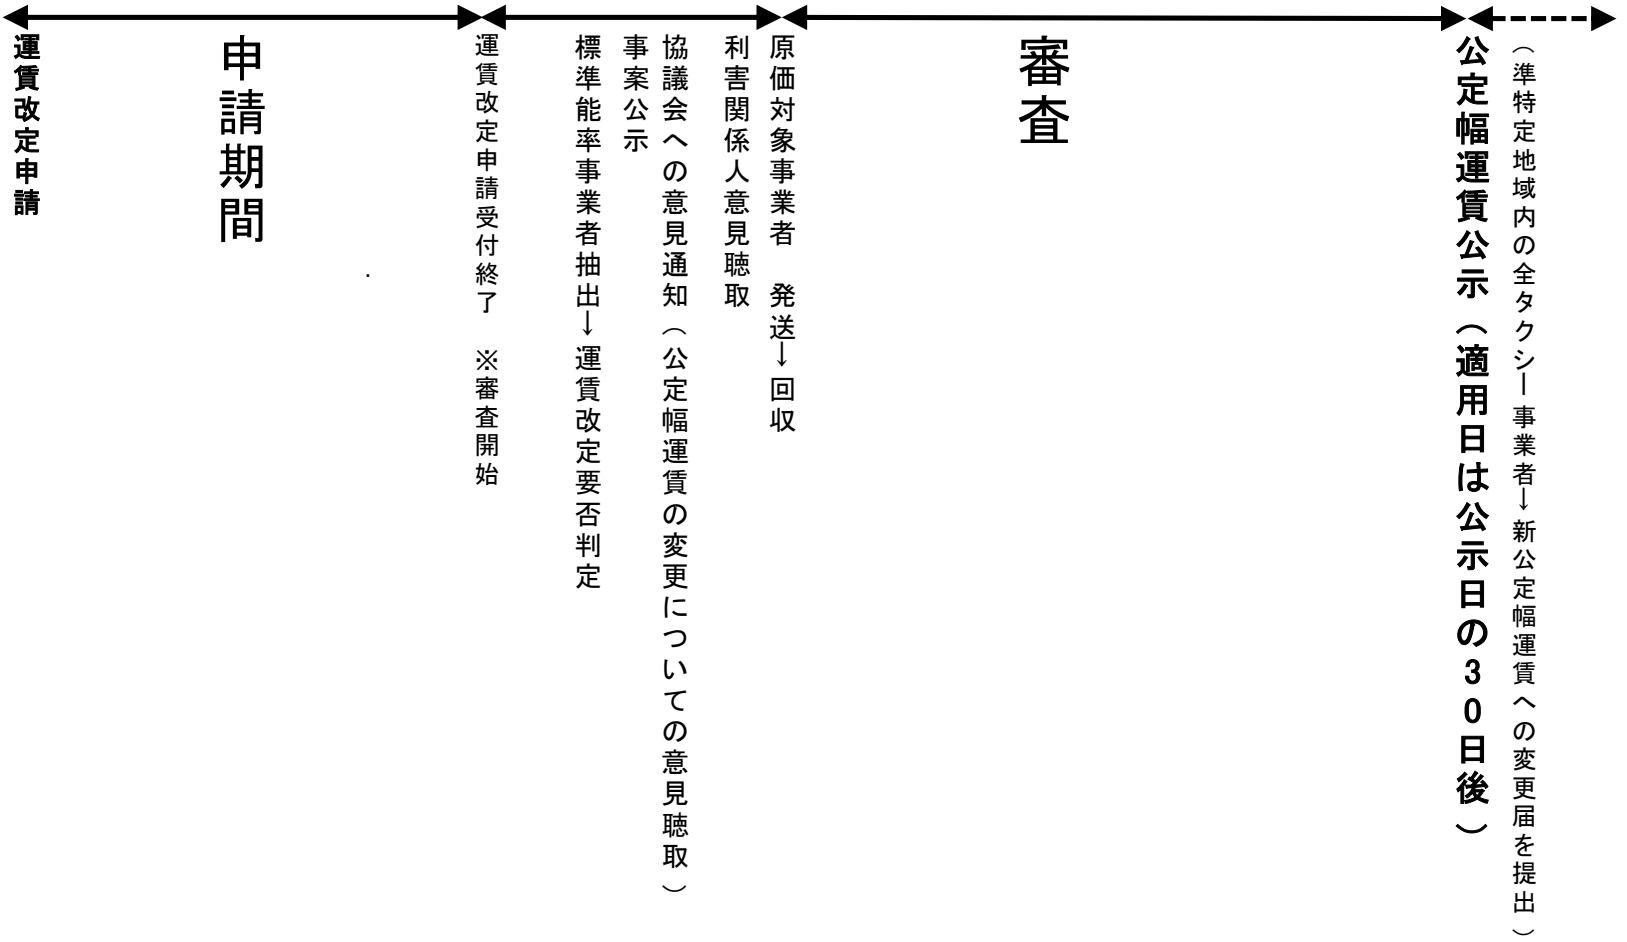 運賃改定申請
申請期間
運賃改定申請受付終了　※審査開始
標準能率事業者抽出→運賃改定要否判定
事案公示
協議会への意見通知（公定幅運賃の変更についての意見聴取）
利害関係人意見聴取
原価対象事業者　発送→回収
審査
公定幅運賃公示（適用日は公示日の30日後）
（準特定地域内の全タクシー事業者→新公定幅運賃への変更届を提出）